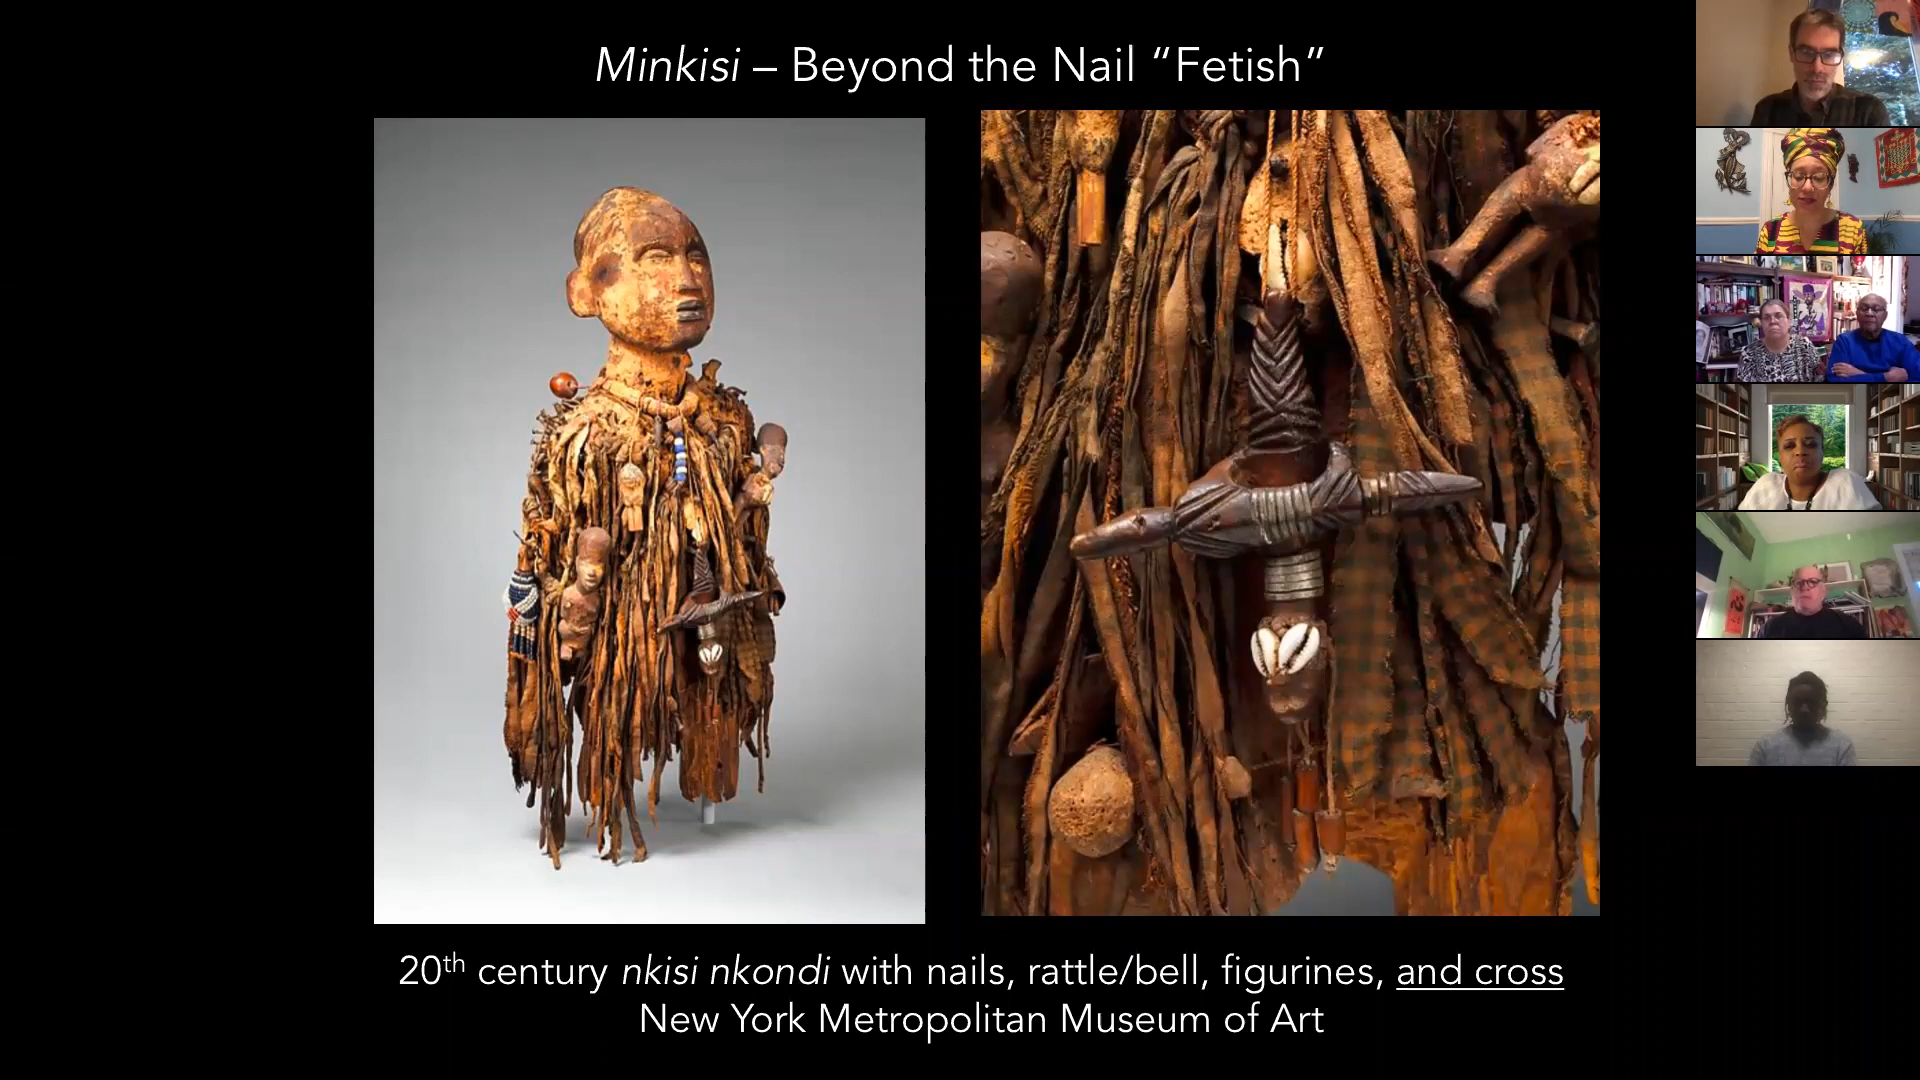 Minkisi – Beyond the Nail “Fetish”
20th century nkisi nkondi with nails, rattle/bell, figurines, and cross
New York Metropolitan Museum of Art